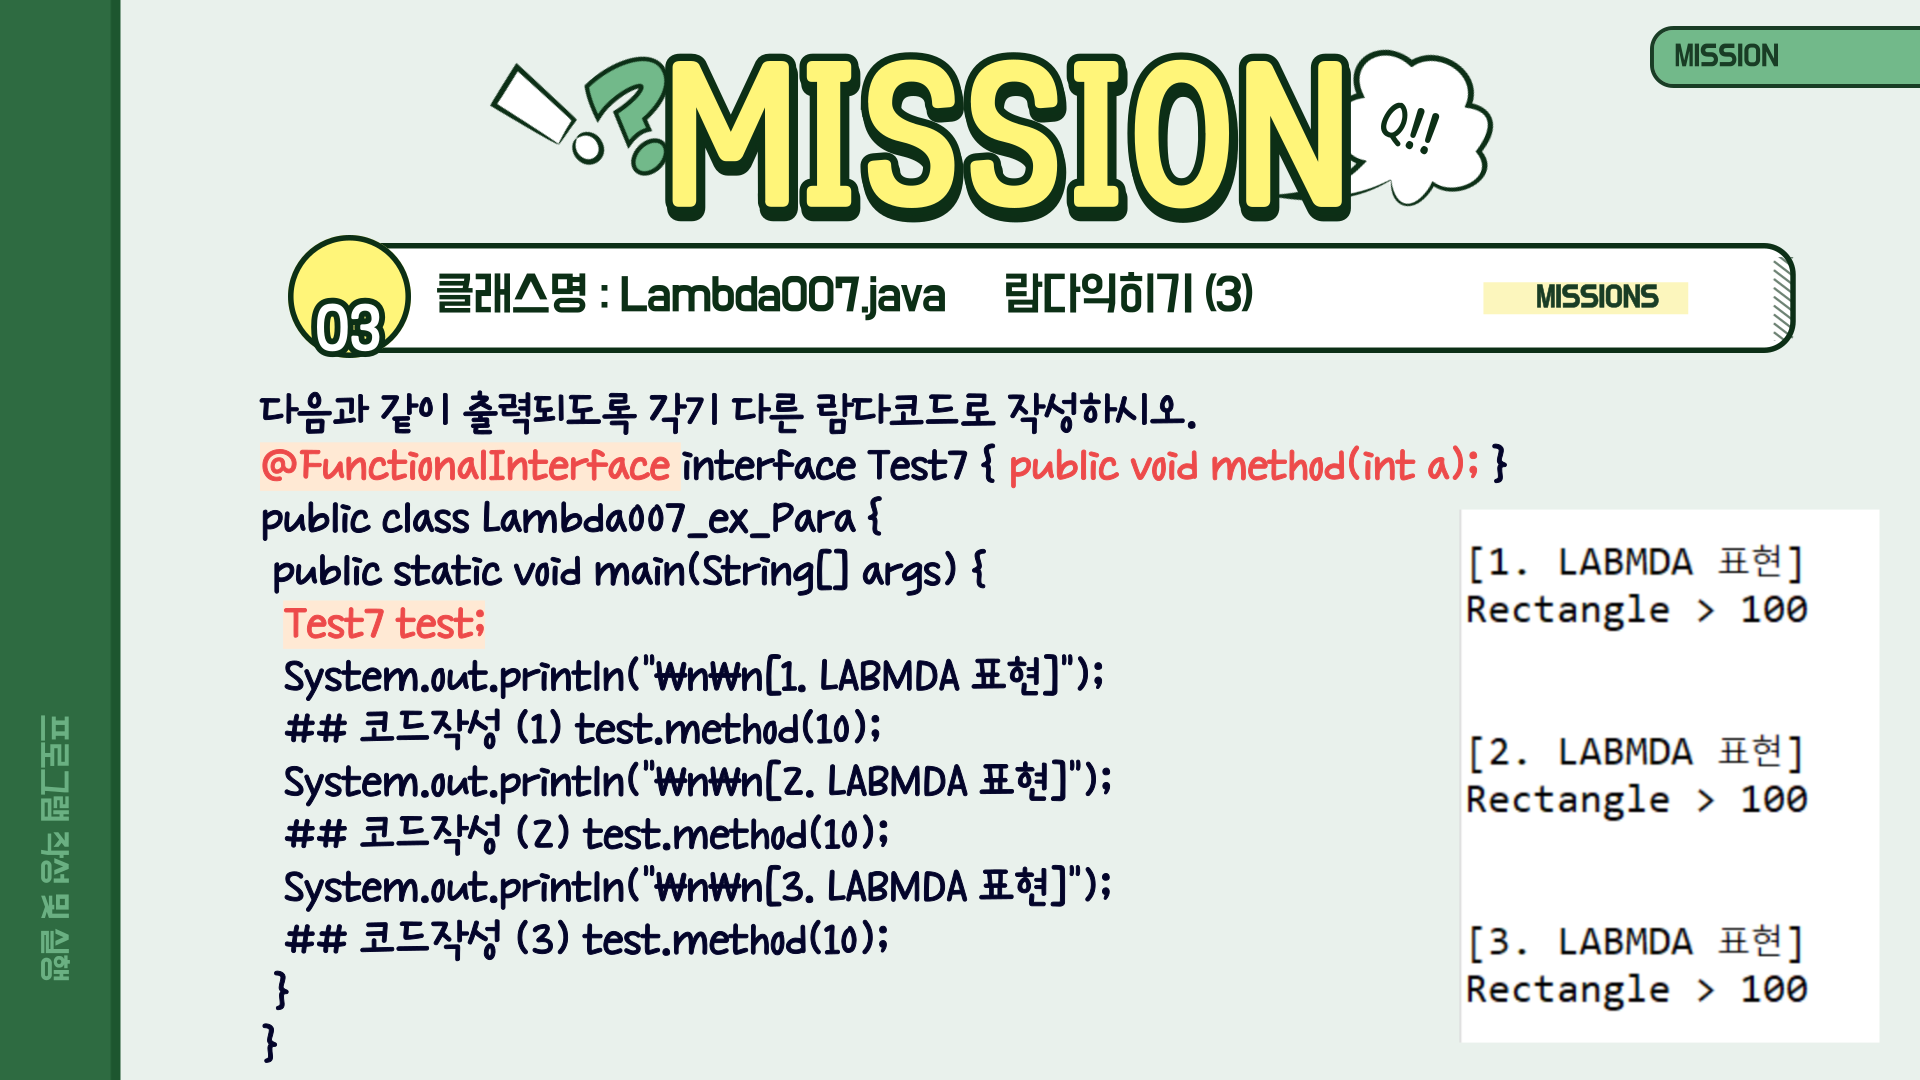 MISSION
!?
MISSION
Q!!
03
클래스명 : Lambda007.java 람다익히기 (3)
MISSIONS
다음과 같이 출력되도록 각기 다른 람다코드로 작성하시오.
@FunctionalInterface interface Test7 { public void method(int a); }
public class Lambda007_ex_Para {
public static void main(String[] args) {
Test7 test;
System.out.println("₩n₩n[1. LABMDA 표현]");
## 코드작성 (1) test.method(10);
System.out.println("₩n₩n[2. LABMDA 표현]");
## 코드작성 (2) test.method(10);
System.out.println("₩n₩n[3. LABMDA 표현]");
## 코드작성 (3) test.method(10);
}
}
[1. LABMDA 표현]
Rectangle > 100
[2. LABMDA 표현]
Rectangle > 100
[3. LABMDA 표현]
Rectangle > 100
프로그램 작성 및 실행